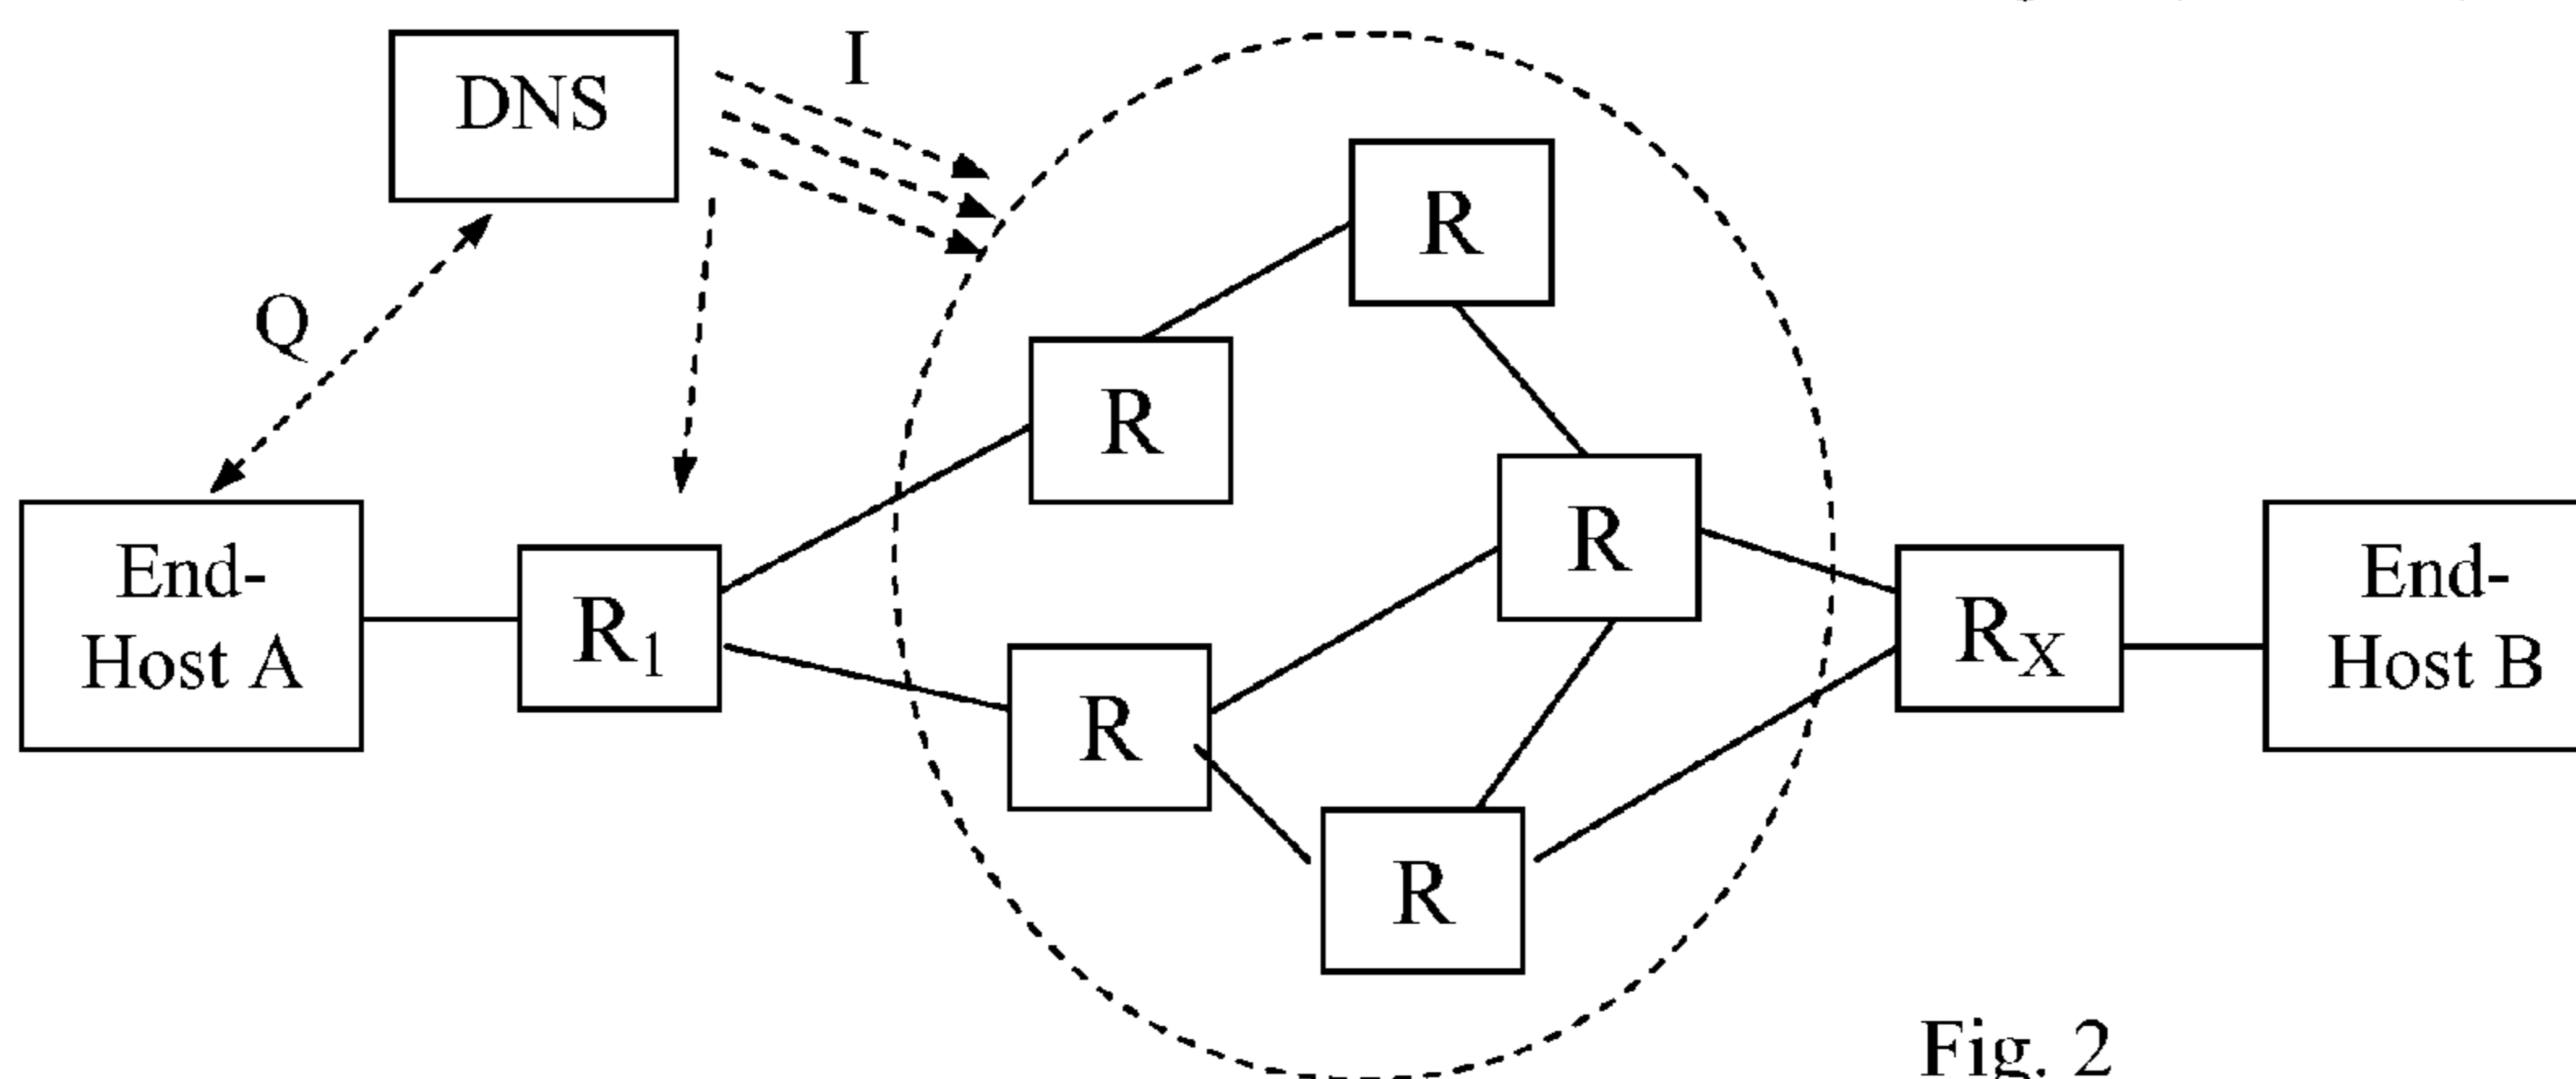 DNS
I
Q
R
R
R
R
R
End-
Host A
R1
RX
End-
Host B
Fig. 2